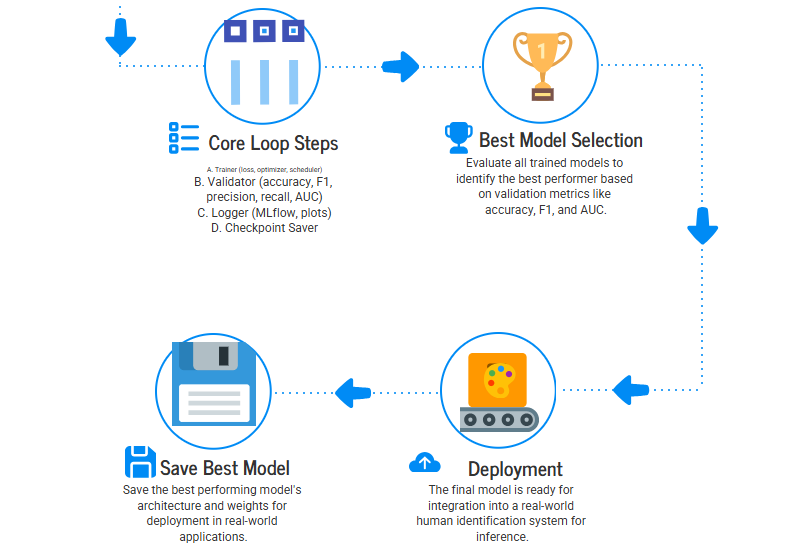 1
Core Loop Steps
A. Trainer (loss, optimizer, scheduler)
B. Validator (accuracy, F1,
precision, recall, AUC)
C. Logger (MLflow, plots)
D. Checkpoint Saver
Best Model Selection
Evaluate all trained models to
identify the best performer based
on validation metrics like
accuracy, F1, and AUC.
Save Best Model
Save the best performing model's
architecture and weights for
deployment in real-world
applications.
Deployment
The final model is ready for
integration into a real-world
human identification system for
inference.